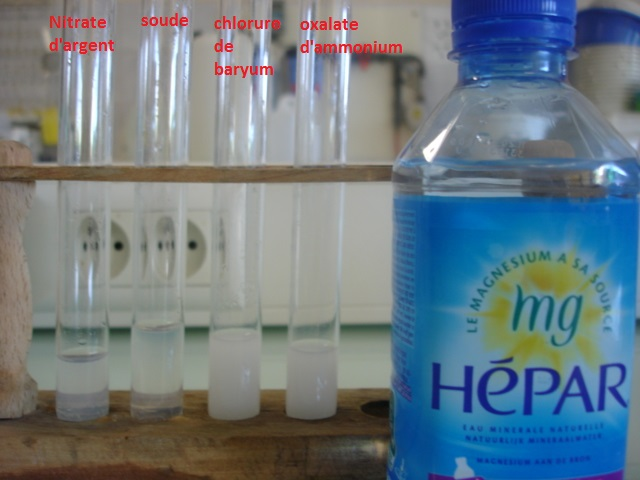 Nitrate
d'argent
soude
chlorure
de
baryum
oxalate
d'ammonium
LE MAGNESIUM A SA SOURCE
mg
HÉPAR
EAU MINERALE NATURELLE
NATUURLIJK MINERAALWATER